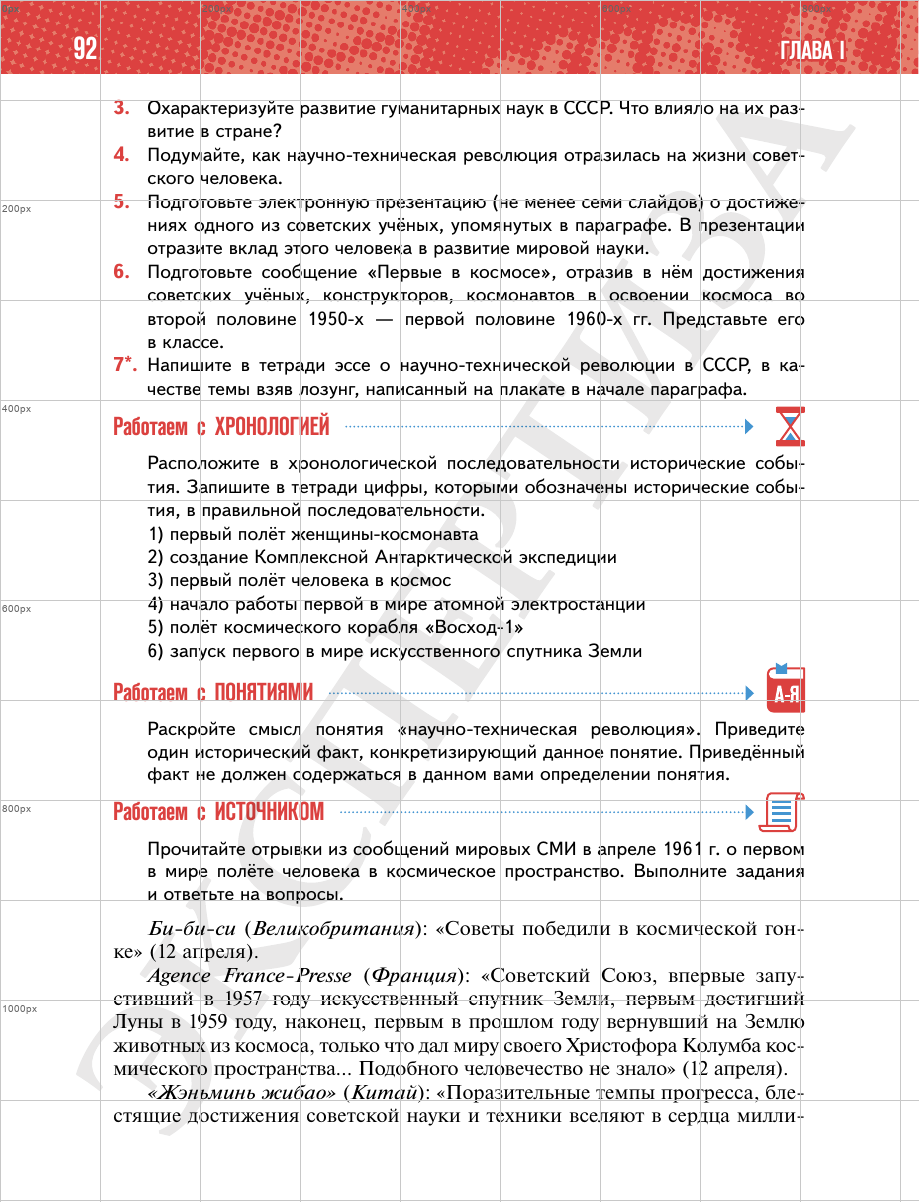 92
ГЛАВА I
3. Охарактеризуйте развитие гуманитарных наук в СССР. Что влияло на их раз-
витие в стране?
4. Подумайте, как научно-техническая революция отразилась на жизни совет-
ского человека.
5. Подготовьте электронную презентацию (не менее семи слайдов) о достиже-
ниях одного из советских учёных, упомянутых в параграфе. В презентации
отразите вклад этого человека в развитие мировой науки.
6. Подготовьте сообщение «Первые в космосе», отразив в нём достижения
советских учёных, конструкторов, космонавтов в освоении космоса во
второй половине 1950-х — первой половине 1960-х гг. Представьте его
в классе.
7*. Напишите в тетради эссе о научно-технической революции в СССР, в ка-
честве темы взяв лозунг, написанный на плакате в начале параграфа.
Работаем с ХРОНОЛОГИЕЙ
Расположите в хронологической последовательности исторические собы-
тия. Запишите в тетради цифры, которыми обозначены исторические собы-
тия, в правильной последовательности.
1) первый полёт женщины-космонавта
2) создание Комплексной Антарктической экспедиции
3) первый полёт человека в космос
4) начало работы первой в мире атомной электростанции
5) полёт космического корабля «Восход-1»
6) запуск первого в мире искусственного спутника Земли
Работаем с ПОНЯТИЯМИ
А-Я
Раскройте смысл понятия «научно-техническая революция». Приведите
один исторический факт, конкретизирующий данное понятие. Приведённый
факт не должен содержаться в данном вами определении понятия.
Работаем с ИСТОЧНИКОМ
Прочитайте отрывки из сообщений мировых СМИ в апреле 1961 г. о первом
в мире полёте человека в космическое пространство. Выполните задания
и ответьте на вопросы.
Би-би-си (Великобритания): «Советы победили в космической гон-
ке» (12 апреля).
Agence France-Presse (Франция): «Советский Союз, впервые запу-
стивший в 1957 году искусственный спутник Земли, первым достигший
Луны в 1959 году, наконец, первым в прошлом году вернувший на Землю
животных из космоса, только что дал миру своего Христофора Колумба кос-
мического пространства... Подобного человечество не знало» (12 апреля).
«Жэньминь жибао» (Китай): «Поразительные темпы прогресса, бле-
стящие достижения советской науки и техники вселяют в сердца милли-
ЭКСПЕРТИЗА
200px
400px
600px
800px
1000px